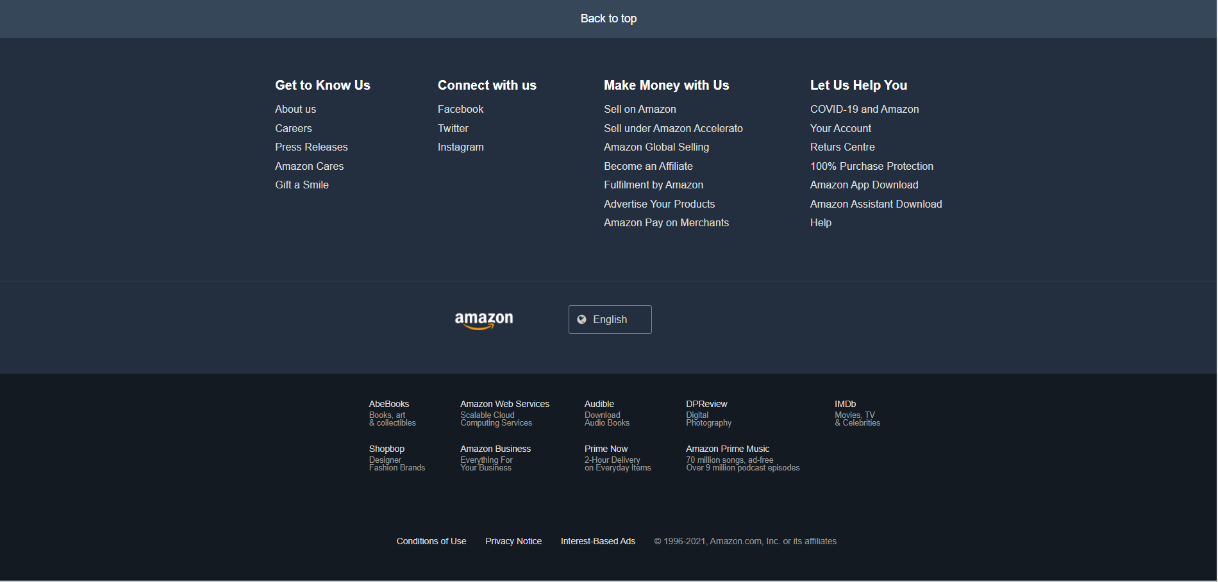 Back to top
Get to Know Us
About us
Careers
Press Releases
Amazon Cares
Gift a Smile
Connect with us
Facebook
Twitter
Instagram
Make Money with Us
Sell on Amazon
Sell under Amazon Accelerato
Amazon Global Selling
Become an Affiliate
Fulfilment by Amazon
Advertise Your Products
Amazon Pay on Merchants
Let Us Help You
COVID-19 and Amazon
Your Account
Returs Centre
100% Purchase Protection
Amazon App Download
Amazon Assistant Download
Help
amazon
English
AbeBooks
Books, art
& collectibles
Amazon Web Services
Scalable Cloud
Computing Services
Audible
Download
Audio Books
DPReview
Digital
Photography
IMDb
Movies, TV
& Celebrities
Shopbop
Designer
Fashion Brands
Amazon Business
Everything For
Your Business
Prime Now
2-Hour Delivery
on Everyday Items
Amazon Prime Music
70 million songs, ad-free
Over 9 million podcast episodes
Conditions of Use
Privacy Notice
Interest-Based Ads
© 1996-2021, Amazon.com, Inc. or its affiliates